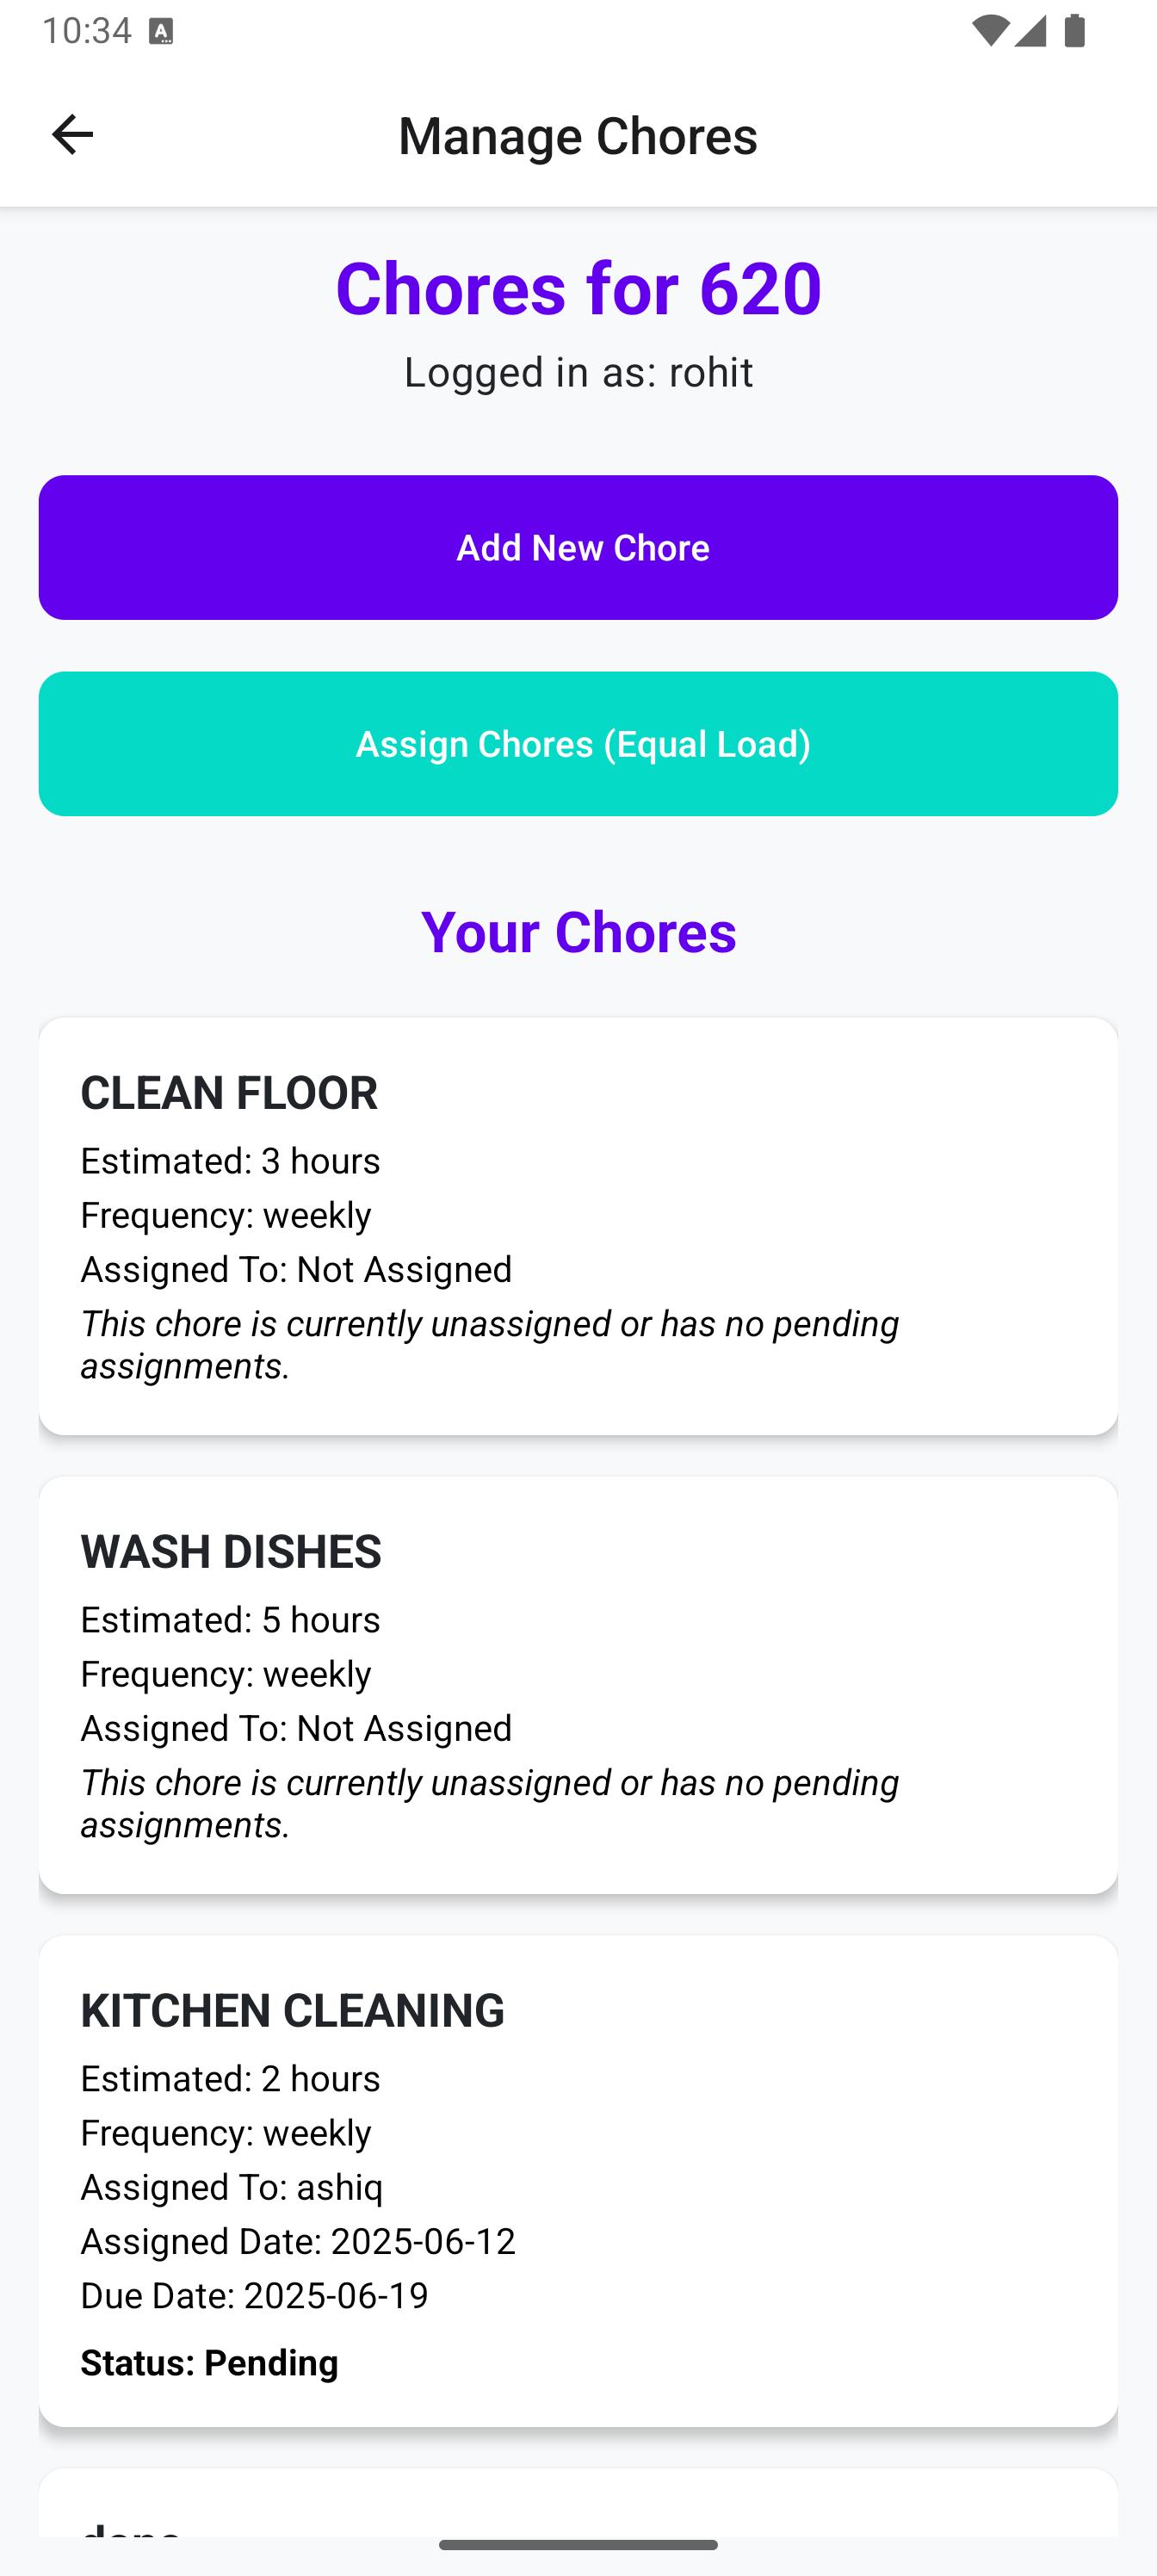 10:34
Manage Chores
Chores for 620
Logged in as: rohit
Add New Chore
Assign Chores (Equal Load)
Your Chores
CLEAN FLOOR
Estimated: 3 hours
Frequency: weekly
Assigned To: Not Assigned
This chore is currently unassigned or has no pending
assignments.
WASH DISHES
Estimated: 5 hours
Frequency: weekly
Assigned To: Not Assigned
This chore is currently unassigned or has no pending
assignments.
KITCHEN CLEANING
Estimated: 2 hours
Frequency: weekly
Assigned To: ashiq
Assigned Date: 2025-06-12
Due Date: 2025-06-19
Status: Pending